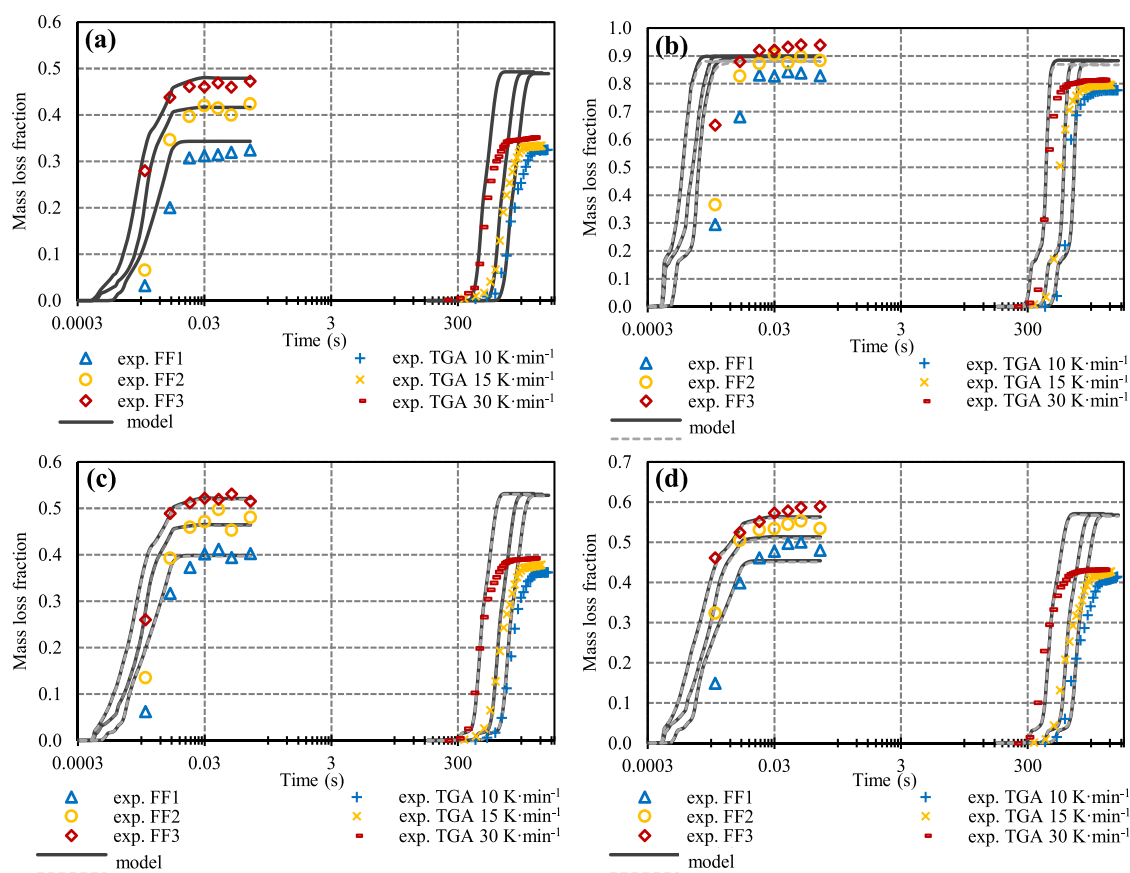 (a)
Mass loss fraction
0.6
0.5
0.4
0.3
0.2
0.1
0.0
0.0003
0.03
3
300
Time (s)
exp. FF1
exp. FF2
exp. FF3
model
exp. TGA 10 K·min⁻¹
exp. TGA 15 K·min⁻¹
exp. TGA 30 K·min⁻¹
(b)
Mass loss fraction
1.0
0.9
0.8
0.7
0.6
0.5
0.4
0.3
0.2
0.1
0.0
0.0003
0.03
3
300
Time (s)
exp. FF1
exp. FF2
exp. FF3
model
exp. TGA 10 K·min⁻¹
exp. TGA 15 K·min⁻¹
exp. TGA 30 K·min⁻¹
(c)
Mass loss fraction
0.6
0.5
0.4
0.3
0.2
0.1
0.0
0.0003
0.03
3
300
Time (s)
exp. FF1
exp. FF2
exp. FF3
model
exp. TGA 10 K·min⁻¹
exp. TGA 15 K·min⁻¹
exp. TGA 30 K·min⁻¹
(d)
Mass loss fraction
0.7
0.6
0.5
0.4
0.3
0.2
0.1
0.0
0.0003
0.03
3
300
Time (s)
exp. FF1
exp. FF2
exp. FF3
model
exp. TGA 10 K·min⁻¹
exp. TGA 15 K·min⁻¹
exp. TGA 30 K·min⁻¹